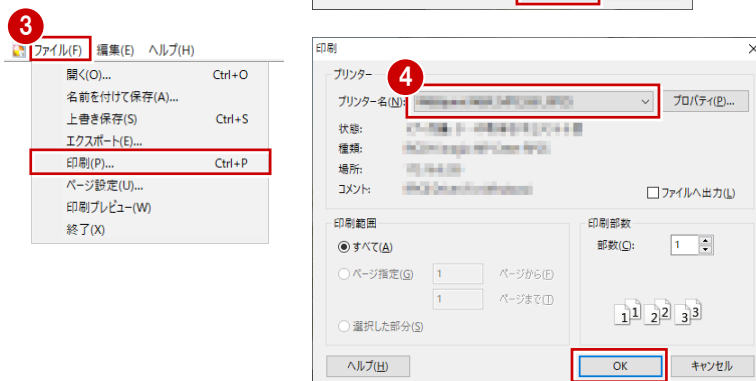 3
ファイル(F) 編集(E) ヘルプ(H)
開く(O)... Ctrl+O
名前を付けて保存(A)...
上書き保存(S) Ctrl+S
エクスポート(E)...
印刷(P)... Ctrl+P
ページ設定(U)...
印刷プレビュー(W)
終了(X)
印刷
プリンター
4
プリンター名(N): プロパティ(P)...
状態:
種類:
場所:
コメント:
ファイルへ出力(L)
印刷範囲
すべて(A)
ページ指定(G) 1 ページから(F)
1 ページまで(T)
選択した部分(S)
印刷部数
部数(C): 1
1 1 2 2 3 3
ヘルプ(H) OK キャンセル